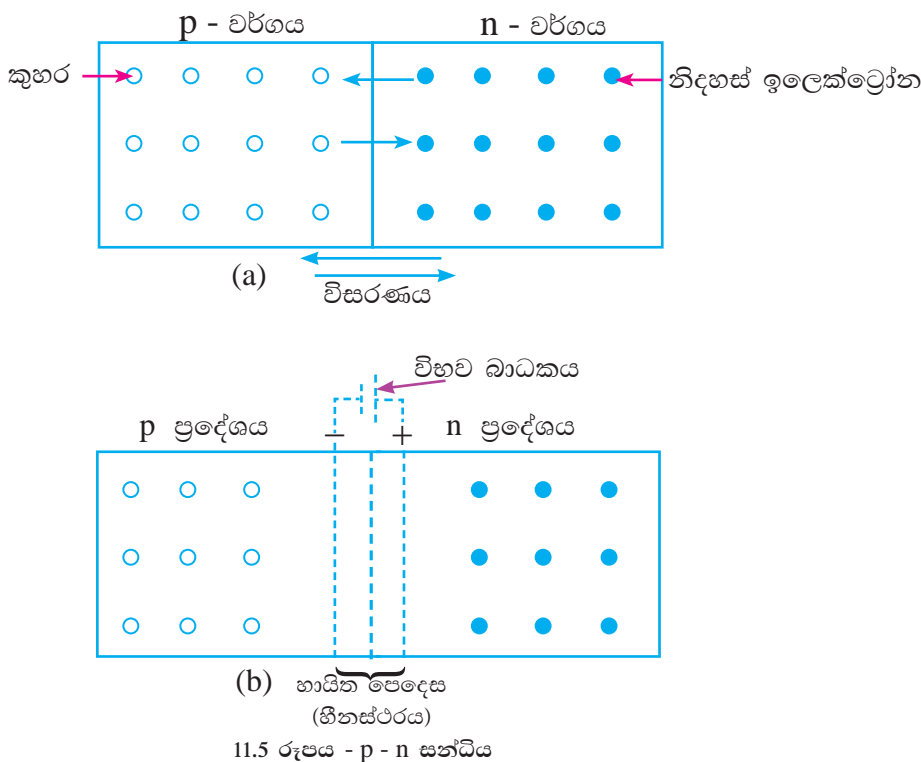 p - වර්ගය
n - වර්ගය
කුහර
නිදහස් ඉලෙක්ට්‍රෝන
(a)
විසරණය
විභව බාධකය
p ප්‍රදේශය
− +
n ප්‍රදේශය
(b)
හායිත පෙදෙස
(හීනස්ථරය)
11.5 රූපය - p - n සන්ධිය